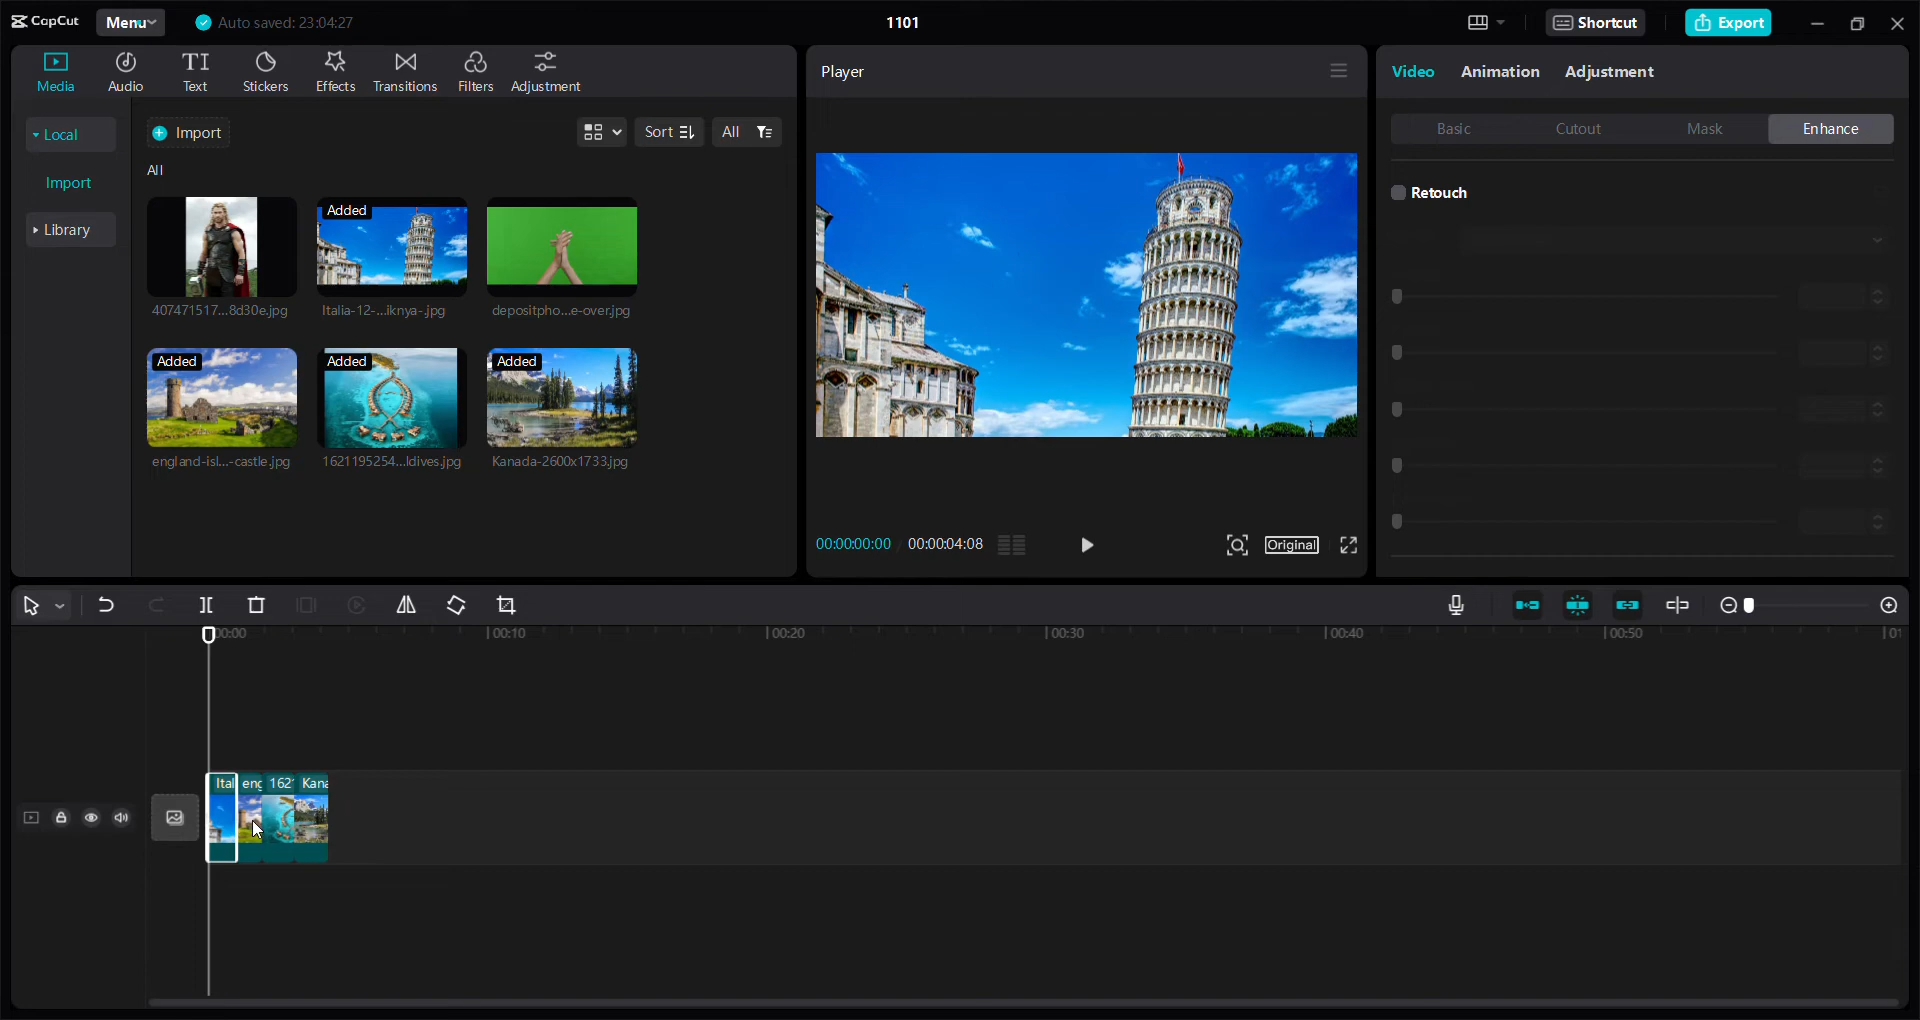 CapCut Menu Auto saved: 23:04:27 1101 Shortcut Export
Media Audio Text Stickers Effects Transitions Filters Adjustment
Local
Import
Library
Import Sort All
All
407471517...8d30e.jpg
Added
Italia-12-...iknya-.jpg
depositpho...e-over.jpg
Added
england-isl...-castle.jpg
Added
1621195254...ldives.jpg
Added
Kanada-2600x1733.jpg
Player
00:00:00:00 / 00:00:04:08 Original
Video Animation Adjustment
Basic Cutout Mask Enhance
Retouch
00:00 00:10 00:20 00:30 00:40 00:50 01
Ital eng 162 Kana